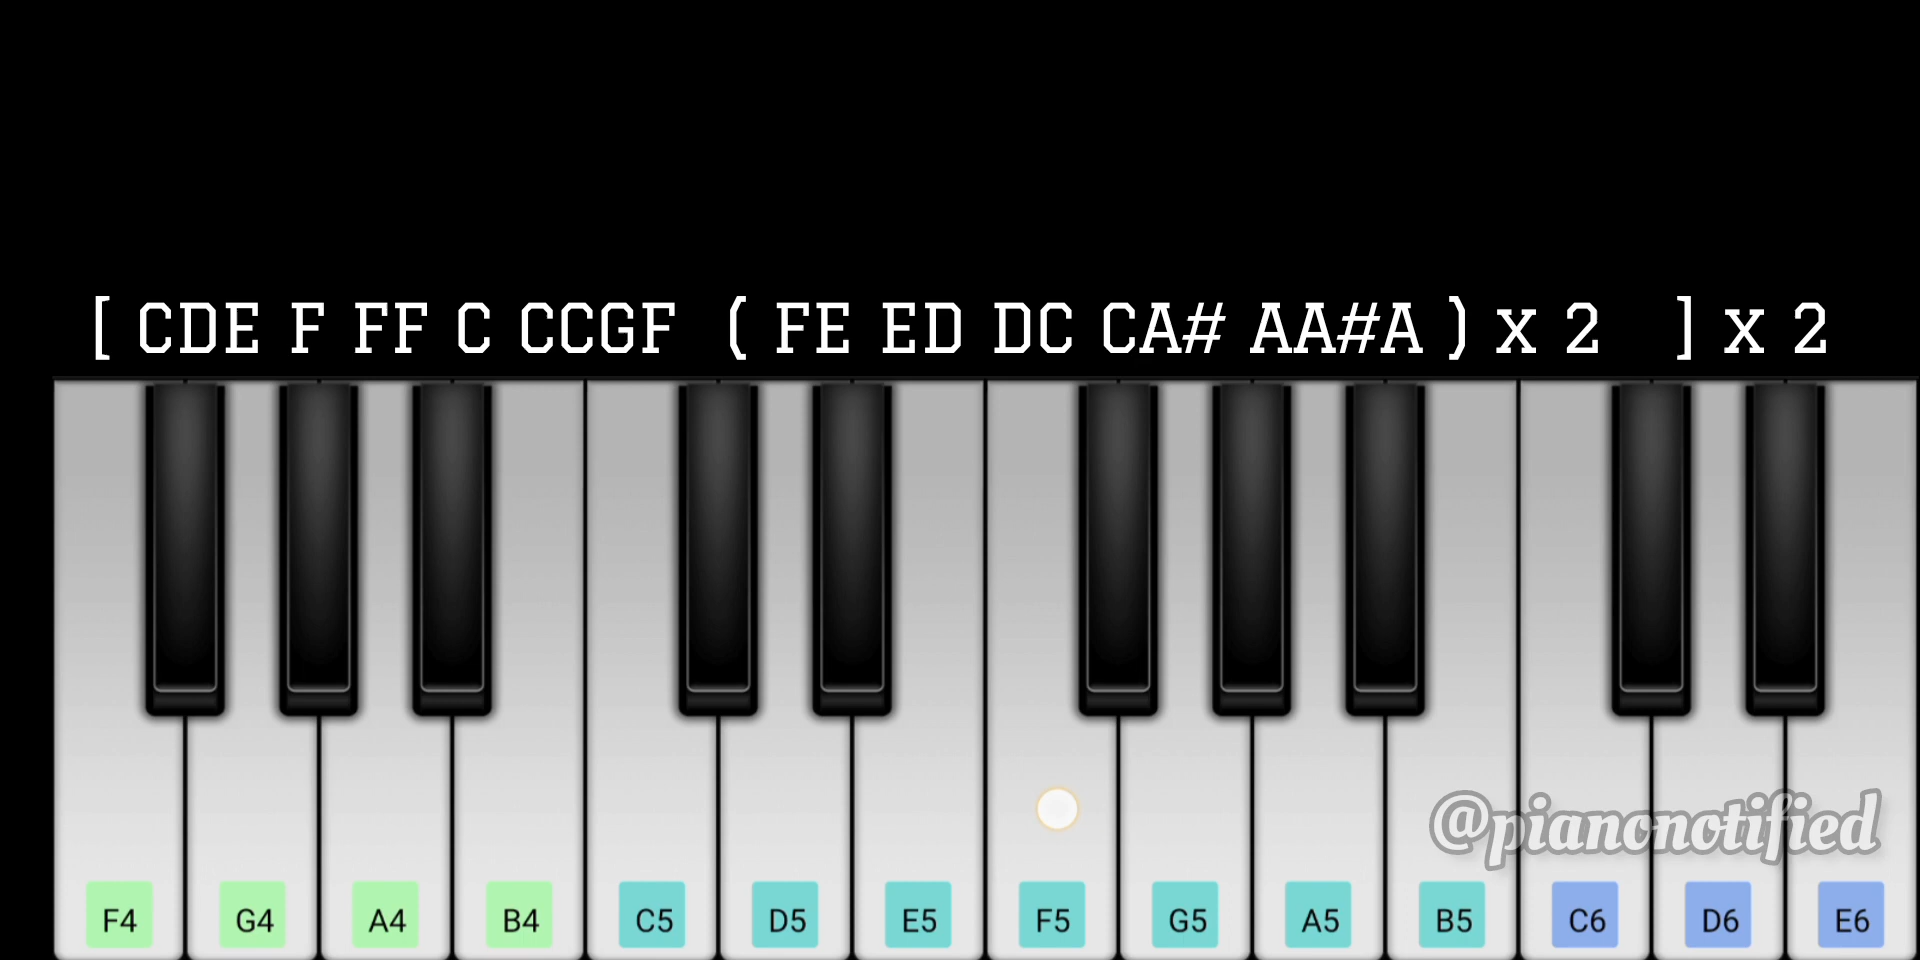 [ CDE F FF C CCGF ( FE ED DC CA# AA#A ) x 2 ] x 2
@pianonotified
F4 G4 A4 B4 C5 D5 E5 F5 G5 A5 B5 C6 D6 E6